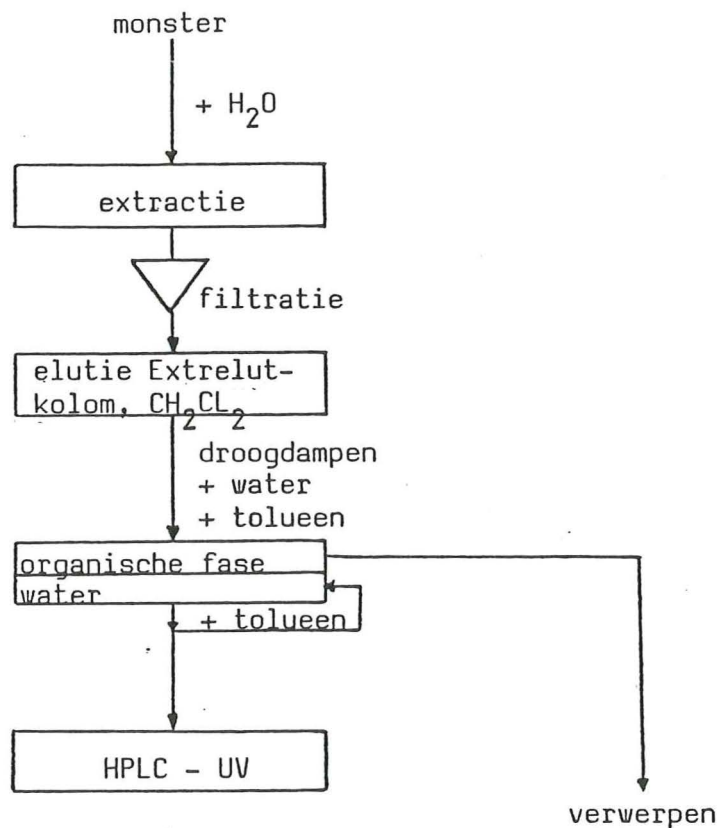 monster
+ H2O
extractie
filtratie
elutie Extrelut-
kolom, CH2CL2
droogdampen
+ water
+ tolueen
organische fase
water
+ tolueen
HPLC - UV
verwerpen